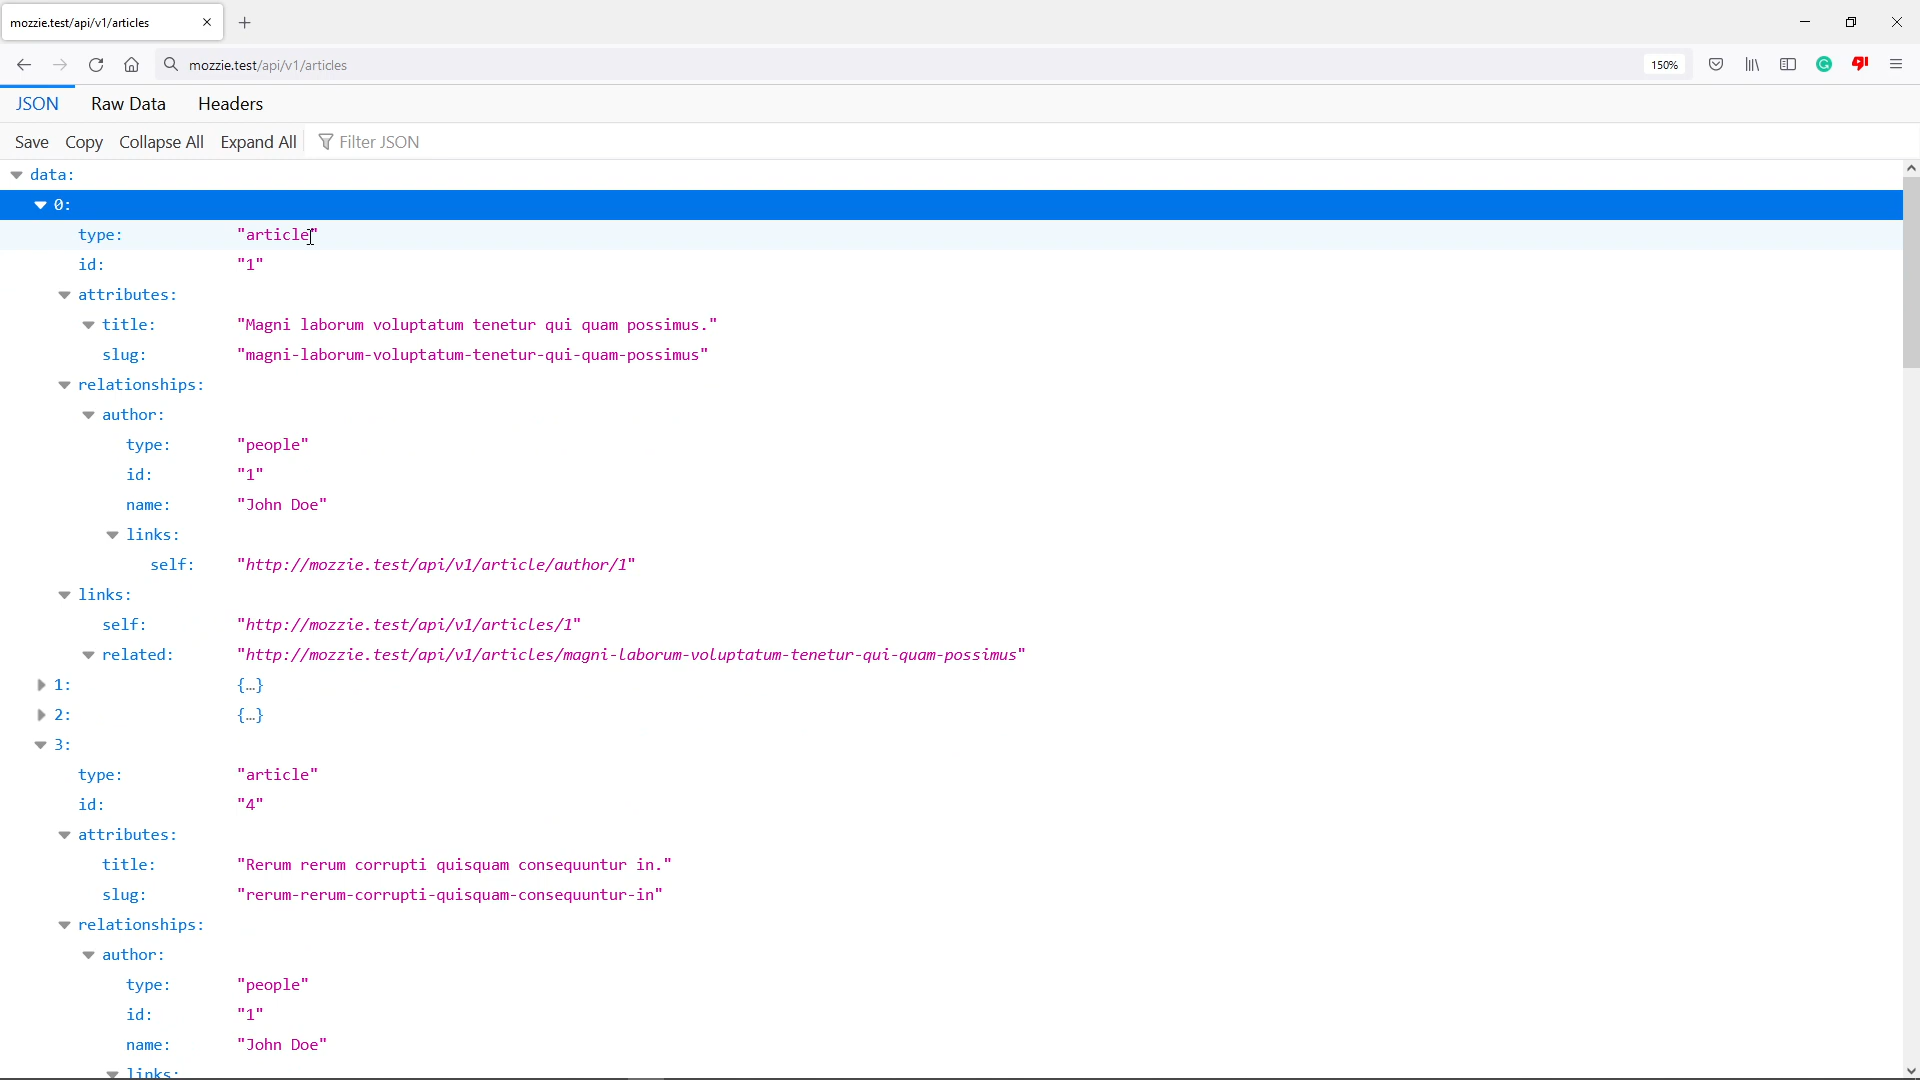 mozzie.test/api/v1/articles
mozzie.test/api/v1/articles 150%
JSON Raw Data Headers
Save Copy Collapse All Expand All Filter JSON
data:
0:
type: "article"
id: "1"
attributes:
title: "Magni laborum voluptatum tenetur qui quam possimus."
slug: "magni-laborum-voluptatum-tenetur-qui-quam-possimus"
relationships:
author:
type: "people"
id: "1"
name: "John Doe"
links:
self: "http://mozzie.test/api/v1/article/author/1"
links:
self: "http://mozzie.test/api/v1/articles/1"
related: "http://mozzie.test/api/v1/articles/magni-laborum-voluptatum-tenetur-qui-quam-possimus"
1: {…}
2: {…}
3:
type: "article"
id: "4"
attributes:
title: "Rerum rerum corrupti quisquam consequuntur in."
slug: "rerum-rerum-corrupti-quisquam-consequuntur-in"
relationships:
author:
type: "people"
id: "1"
name: "John Doe"
links: